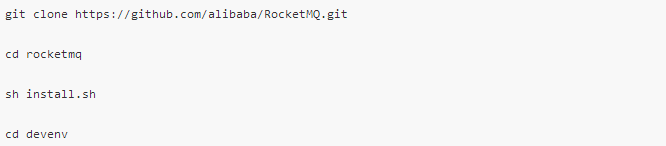 git clone https://github.com/alibaba/RocketMQ.git
cd rocketmq
sh install.sh
cd devenv